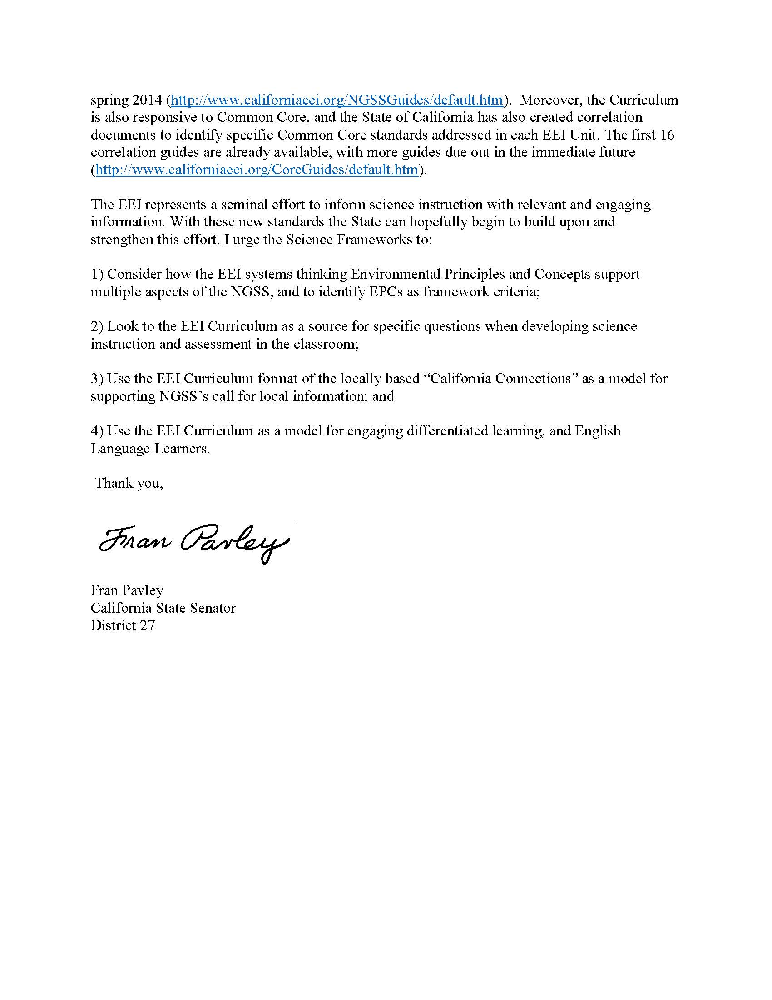 spring 2014 (http://www.californiaeei.org/NGSSGuides/default.htm).  Moreover, the Curriculum
is also responsive to Common Core, and the State of California has also created correlation
documents to identify specific Common Core standards addressed in each EEI Unit. The first 16
correlation guides are already available, with more guides due out in the immediate future
(http://www.californiaeei.org/CoreGuides/default.htm).
The EEI represents a seminal effort to inform science instruction with relevant and engaging
information. With these new standards the State can hopefully begin to build upon and
strengthen this effort. I urge the Science Frameworks to:
1) Consider how the EEI systems thinking Environmental Principles and Concepts support
multiple aspects of the NGSS, and to identify EPCs as framework criteria;
2) Look to the EEI Curriculum as a source for specific questions when developing science
instruction and assessment in the classroom;
3) Use the EEI Curriculum format of the locally based “California Connections” as a model for
supporting NGSS’s call for local information; and
4) Use the EEI Curriculum as a model for engaging differentiated learning, and English
Language Learners.
Thank you,
Fran Pavley
Fran Pavley
California State Senator
District 27